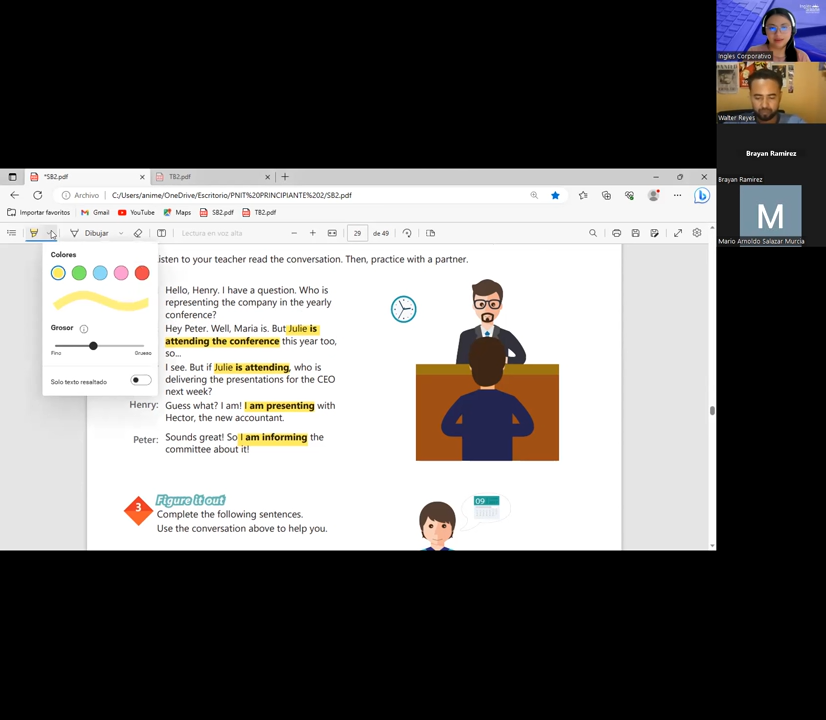 Ingles Corporativo
Walter Reyes
Brayan Ramirez
Brayan Ramirez
M
Mario Arnoldo Salazar Murcia
*SB2.pdf
TB2.pdf
Archivo
C:/Users/anime/OneDrive/Escritorio/PNIT%20PRINCIPIANTE%202/SB2.pdf
Importar favoritos
Gmail
YouTube
Maps
SB2.pdf
TB2.pdf
Dibujar
Lectura en voz alta
29
de 49
Colores
Grosor
Fino
Grueso
Solo texto resaltado
isten to your teacher read the conversation. Then, practice with a partner.
Hello, Henry. I have a question. Who is
representing the company in the yearly
conference?
Hey Peter. Well, Maria is. But Julie is
attending the conference this year too,
so...
I see. But if Julie is attending, who is
delivering the presentations for the CEO
next week?
Henry: Guess what? I am! I am presenting with
Hector, the new accountant.
Peter: Sounds great! So I am informing the
committee about it!
3
Figure it out
Complete the following sentences.
Use the conversation above to help you.
09